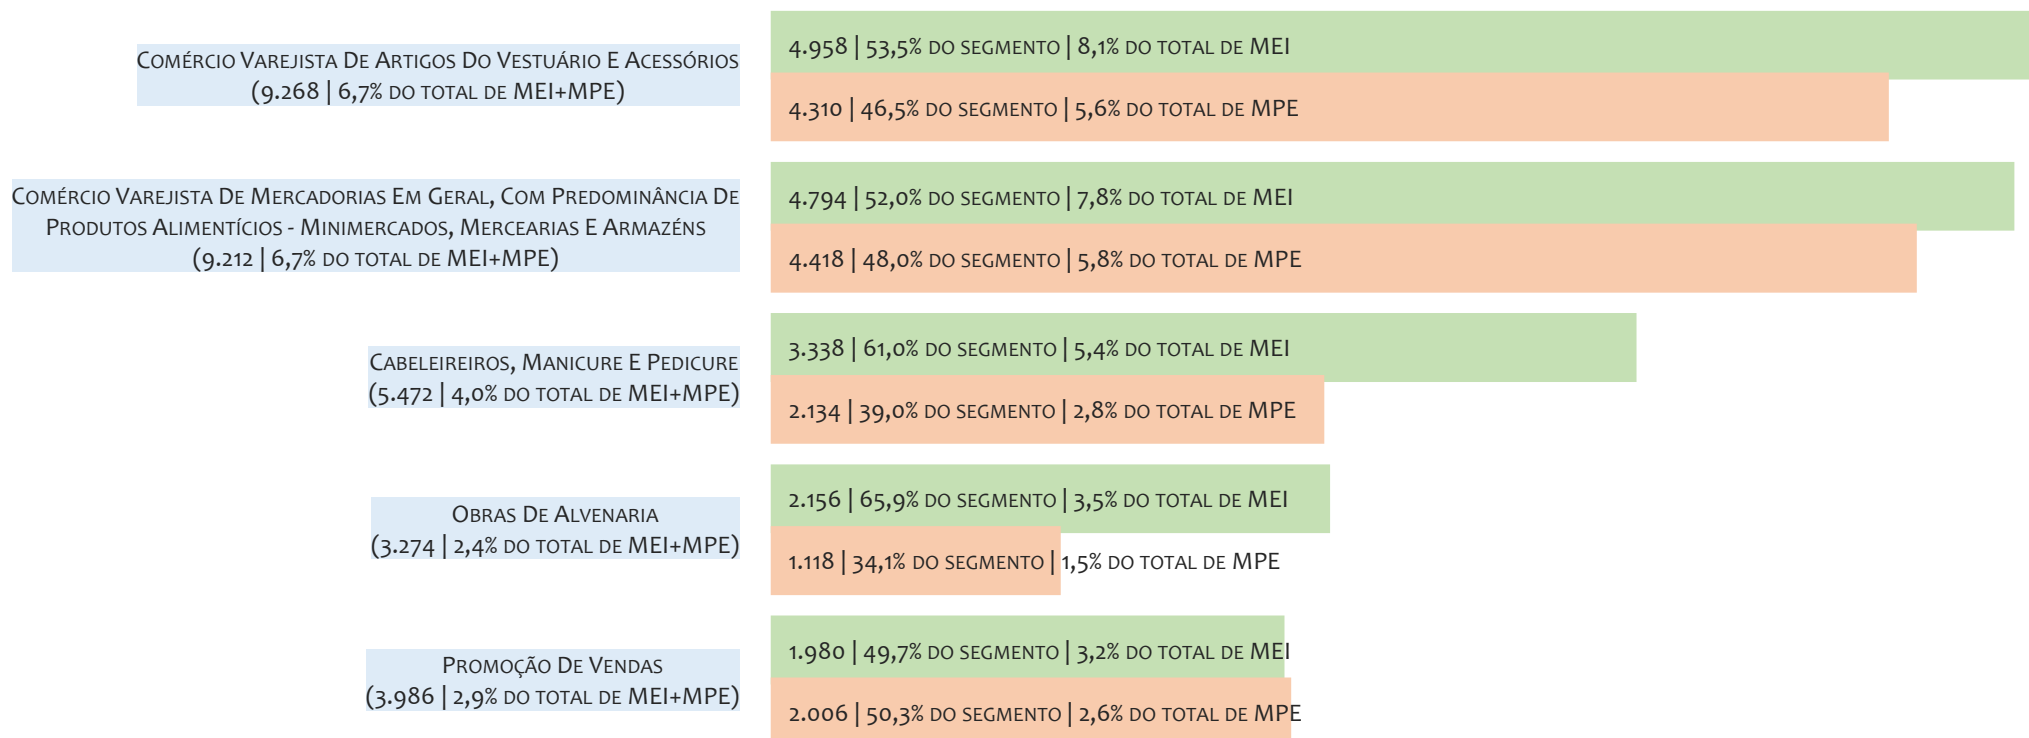 Comércio Varejista De Artigos Do Vestuário E Acessórios
(9.268 | 6,7% do total de MEI+MPE)
4.958 | 53,5% do segmento | 8,1% do total de MEI
4.310 | 46,5% do segmento | 5,6% do total de MPE
Comércio Varejista De Mercadorias Em Geral, Com Predominância De
Produtos Alimentícios - Minimercados, Mercearias E Armazéns
(9.212 | 6,7% do total de MEI+MPE)
4.794 | 52,0% do segmento | 7,8% do total de MEI
4.418 | 48,0% do segmento | 5,8% do total de MPE
Cabeleireiros, Manicure E Pedicure
(5.472 | 4,0% do total de MEI+MPE)
3.338 | 61,0% do segmento | 5,4% do total de MEI
2.134 | 39,0% do segmento | 2,8% do total de MPE
Obras De Alvenaria
(3.274 | 2,4% do total de MEI+MPE)
2.156 | 65,9% do segmento | 3,5% do total de MEI
1.118 | 34,1% do segmento | 1,5% do total de MPE
Promoção De Vendas
(3.986 | 2,9% do total de MEI+MPE)
1.980 | 49,7% do segmento | 3,2% do total de MEI
2.006 | 50,3% do segmento | 2,6% do total de MPE